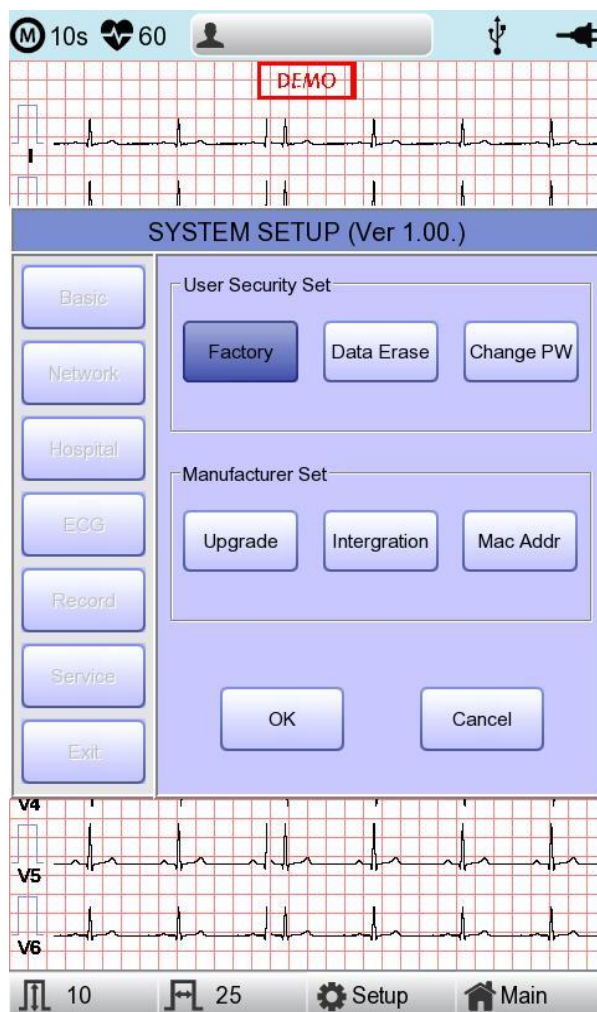 M 10s 60
DEMO
I
SYSTEM SETUP (Ver 1.00.)
Basic
Network
Hospital
ECG
Record
Service
Exit
User Security Set
Factory Data Erase Change PW
Manufacturer Set
Upgrade Intergration Mac Addr
OK Cancel
V4
V5
V6
10 25 Setup Main